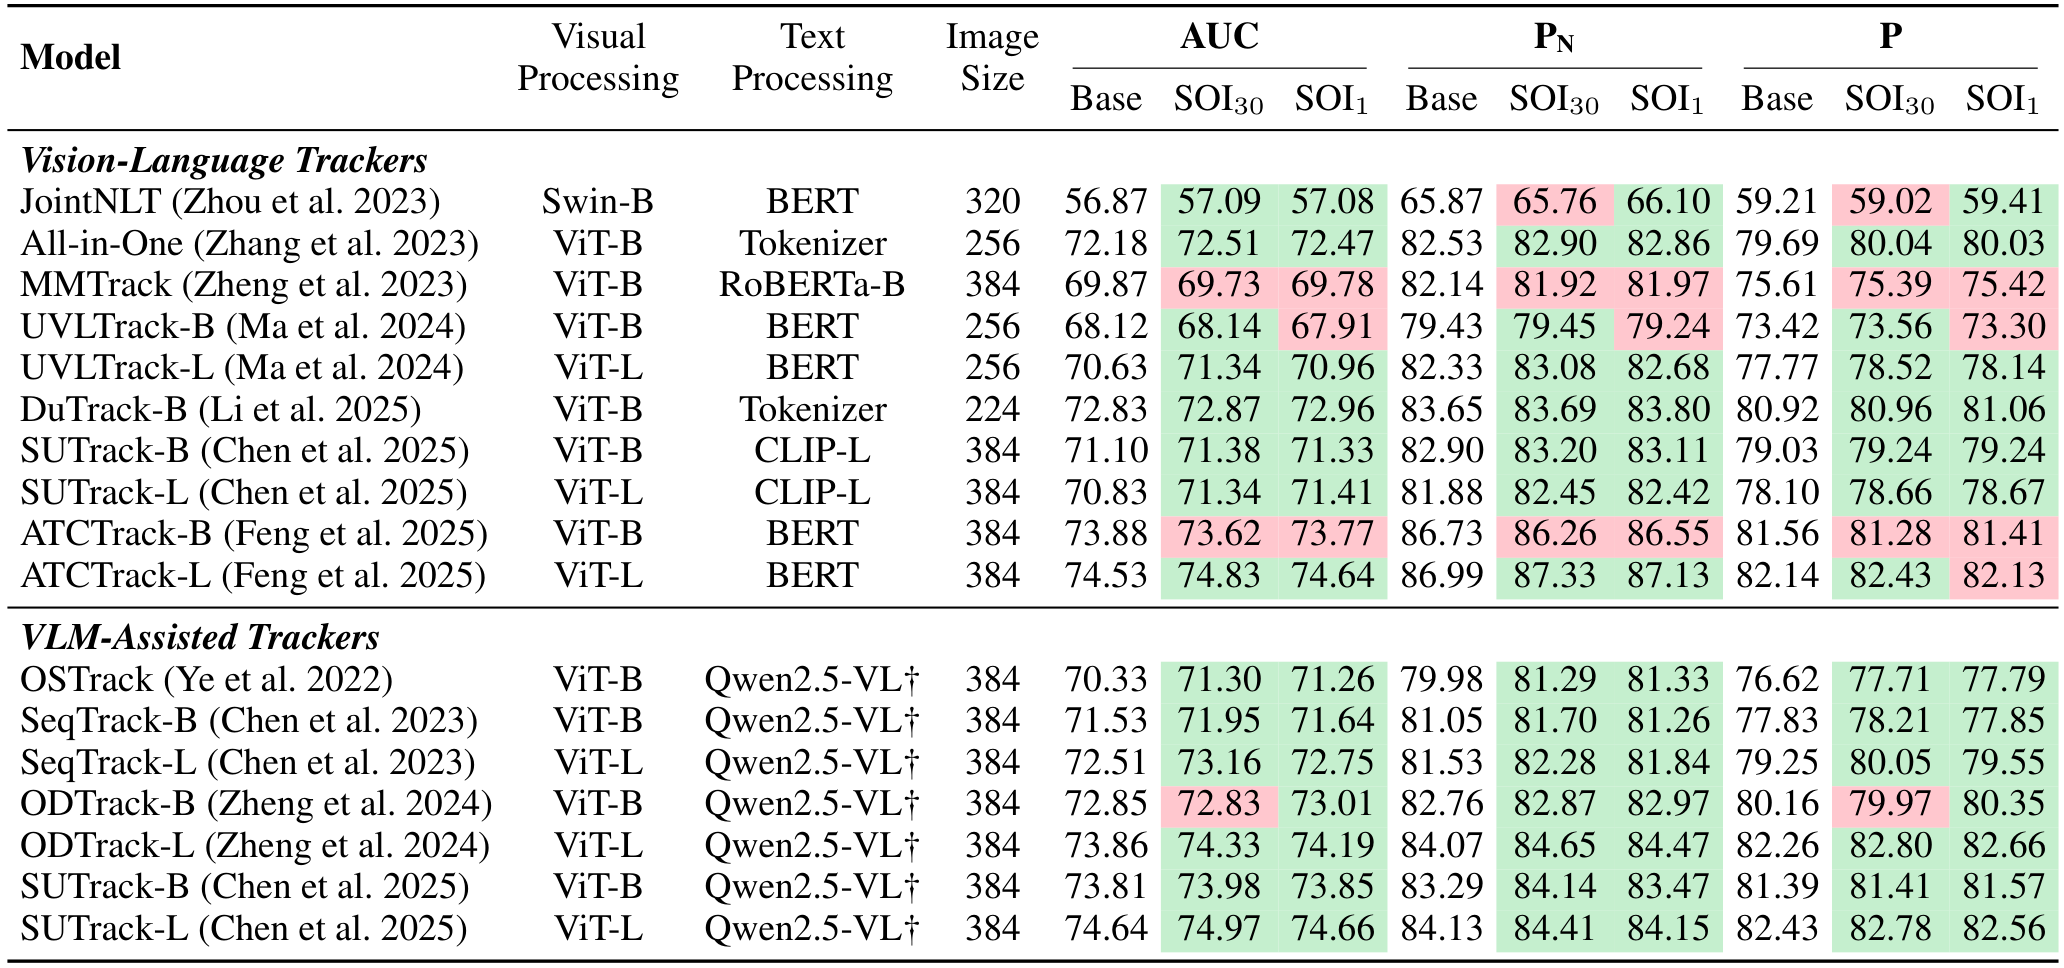 Model Visual Processing Text Processing Image Size AUC P_N P
Base SOI_30 SOI_1 Base SOI_30 SOI_1 Base SOI_30 SOI_1
Vision-Language Trackers
JointNLT (Zhou et al. 2023) Swin-B BERT 320 56.87 57.09 57.08 65.87 65.76 66.10 59.21 59.02 59.41
All-in-One (Zhang et al. 2023) ViT-B Tokenizer 256 72.18 72.51 72.47 82.53 82.90 82.86 79.69 80.04 80.03
MMTrack (Zheng et al. 2023) ViT-B RoBERTa-B 384 69.87 69.73 69.78 82.14 81.92 81.97 75.61 75.39 75.42
UVLTrack-B (Ma et al. 2024) ViT-B BERT 256 68.12 68.14 67.91 79.43 79.45 79.24 73.42 73.56 73.30
UVLTrack-L (Ma et al. 2024) ViT-L BERT 256 70.63 71.34 70.96 82.33 83.08 82.68 77.77 78.52 78.14
DuTrack-B (Li et al. 2025) ViT-B Tokenizer 224 72.83 72.87 72.96 83.65 83.69 83.80 80.92 80.96 81.06
SUTrack-B (Chen et al. 2025) ViT-B CLIP-L 384 71.10 71.38 71.33 82.90 83.20 83.11 79.03 79.24 79.24
SUTrack-L (Chen et al. 2025) ViT-L CLIP-L 384 70.83 71.34 71.41 81.88 82.45 82.42 78.10 78.66 78.67
ATCTrack-B (Feng et al. 2025) ViT-B BERT 384 73.88 73.62 73.77 86.73 86.26 86.55 81.56 81.28 81.41
ATCTrack-L (Feng et al. 2025) ViT-L BERT 384 74.53 74.83 74.64 86.99 87.33 87.13 82.14 82.43 82.13
VLM-Assisted Trackers
OSTrack (Ye et al. 2022) ViT-B Qwen2.5-VL† 384 70.33 71.30 71.26 79.98 81.29 81.33 76.62 77.71 77.79
SeqTrack-B (Chen et al. 2023) ViT-B Qwen2.5-VL† 384 71.53 71.95 71.64 81.05 81.70 81.26 77.83 78.21 77.85
SeqTrack-L (Chen et al. 2023) ViT-L Qwen2.5-VL† 384 72.51 73.16 72.75 81.53 82.28 81.84 79.25 80.05 79.55
ODTrack-B (Zheng et al. 2024) ViT-B Qwen2.5-VL† 384 72.85 72.83 73.01 82.76 82.87 82.97 80.16 79.97 80.35
ODTrack-L (Zheng et al. 2024) ViT-L Qwen2.5-VL† 384 73.86 74.33 74.19 84.07 84.65 84.47 82.26 82.80 82.66
SUTrack-B (Chen et al. 2025) ViT-B Qwen2.5-VL† 384 73.81 73.98 73.85 83.29 84.14 83.47 81.39 81.41 81.57
SUTrack-L (Chen et al. 2025) ViT-L Qwen2.5-VL† 384 74.64 74.97 74.66 84.13 84.41 84.15 82.43 82.78 82.56